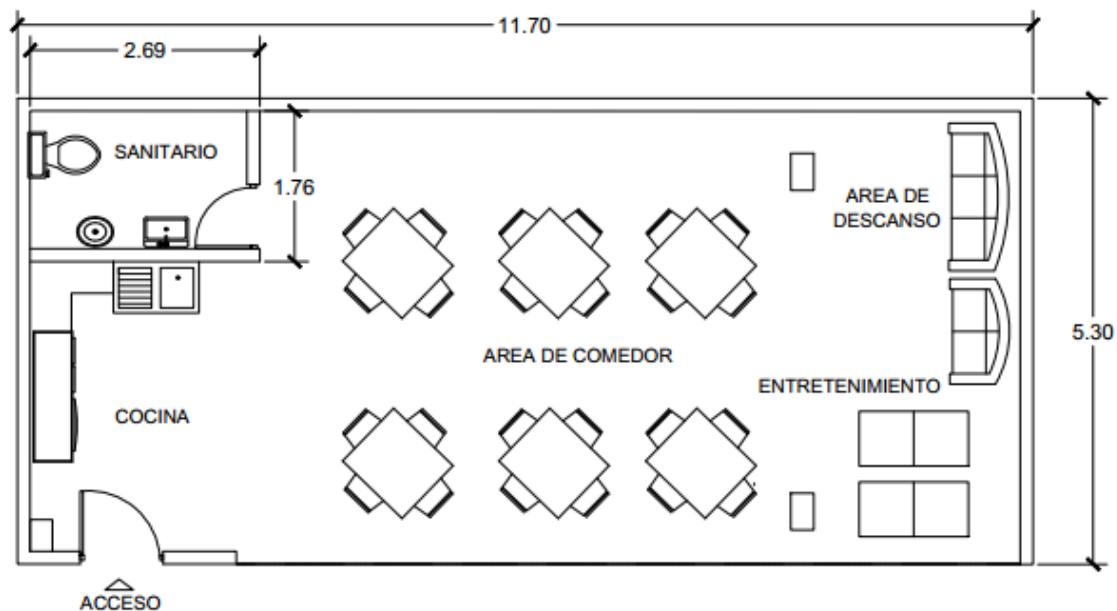 11.70
2.69
SANITARIO
1.76
AREA DE
DESCANSO
5.30
AREA DE COMEDOR
ENTRETENIMIENTO
COCINA
ACCESO